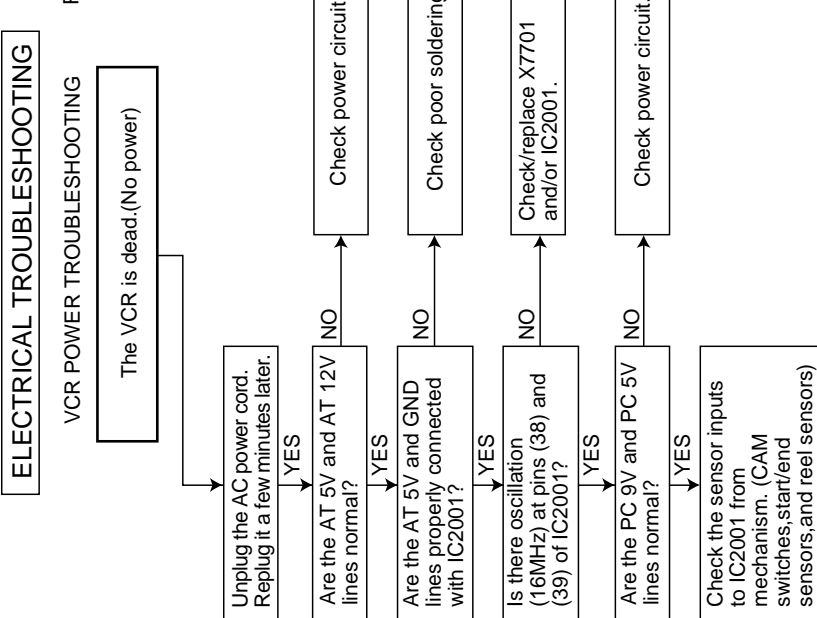 ELECTRICAL TROUBLESHOOTING
VCR POWER TROUBLESHOOTING
The VCR is dead.(No power)
Unplug the AC power cord.
Replug it a few minutes later.
YES
Are the AT 5V and AT 12V
lines normal?
NO
Check power circuit
YES
Are the AT 5V and GND
lines properly connected
with IC2001?
NO
Check poor soldering
YES
Is there oscillation
(16MHz) at pins (38) and
(39) of IC2001?
NO
Check/replace X7701
and/or IC2001.
YES
Are the PC 9V and PC 5V
lines normal?
NO
Check power circuit.
YES
Check the sensor inputs
to IC2001 from
mechanism. (CAM
switches,start/end
sensors,and reel sensors)